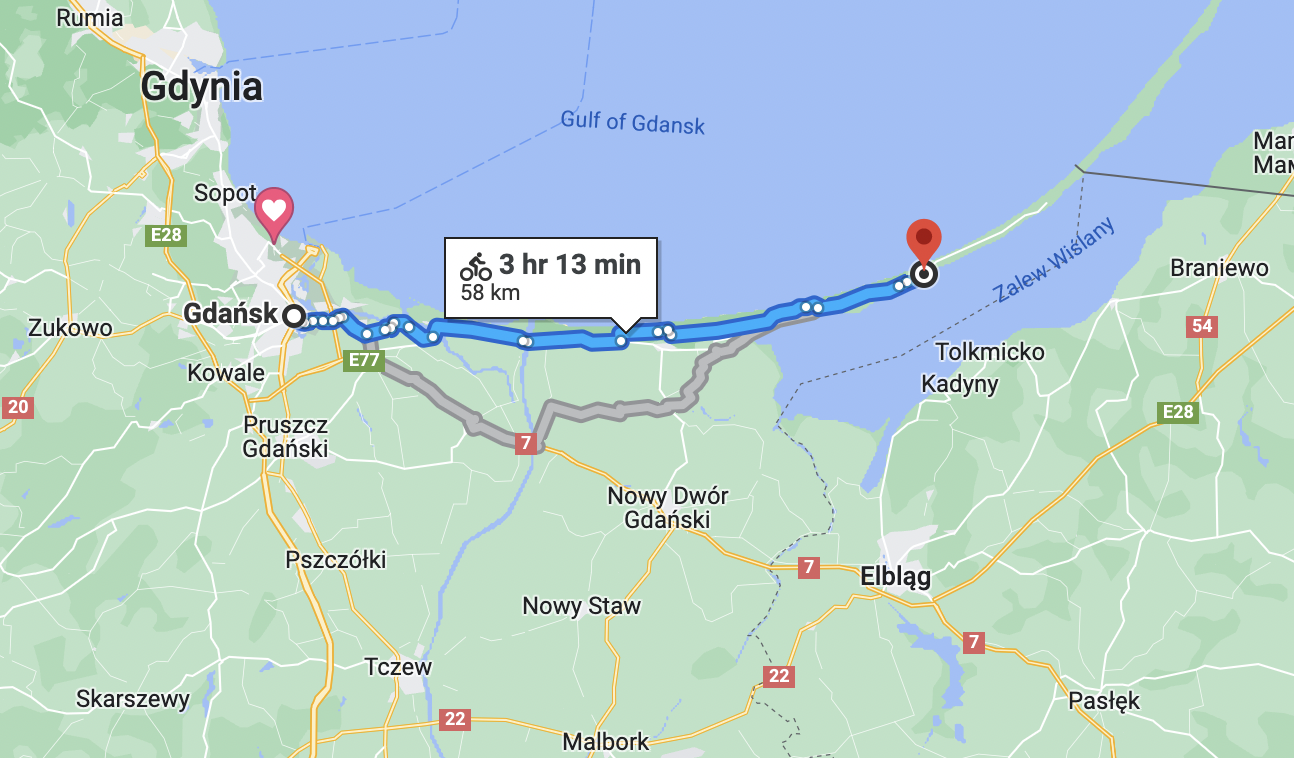 Rumia
Gdynia
Gulf of Gdansk
Mar
Мам
Sopot
E28
3 hr 13 min
58 km
Zalew Wiślany
Braniewo
Gdańsk
Zukowo
54
E77
Tolkmicko
Kowale
Kadyny
20
E28
Pruszcz
Gdański
7
Nowy Dwór
Gdański
Pszczółki
7
Elbląg
Nowy Staw
7
Tczew
22
Skarszewy
Pasłęk
22
Malbork